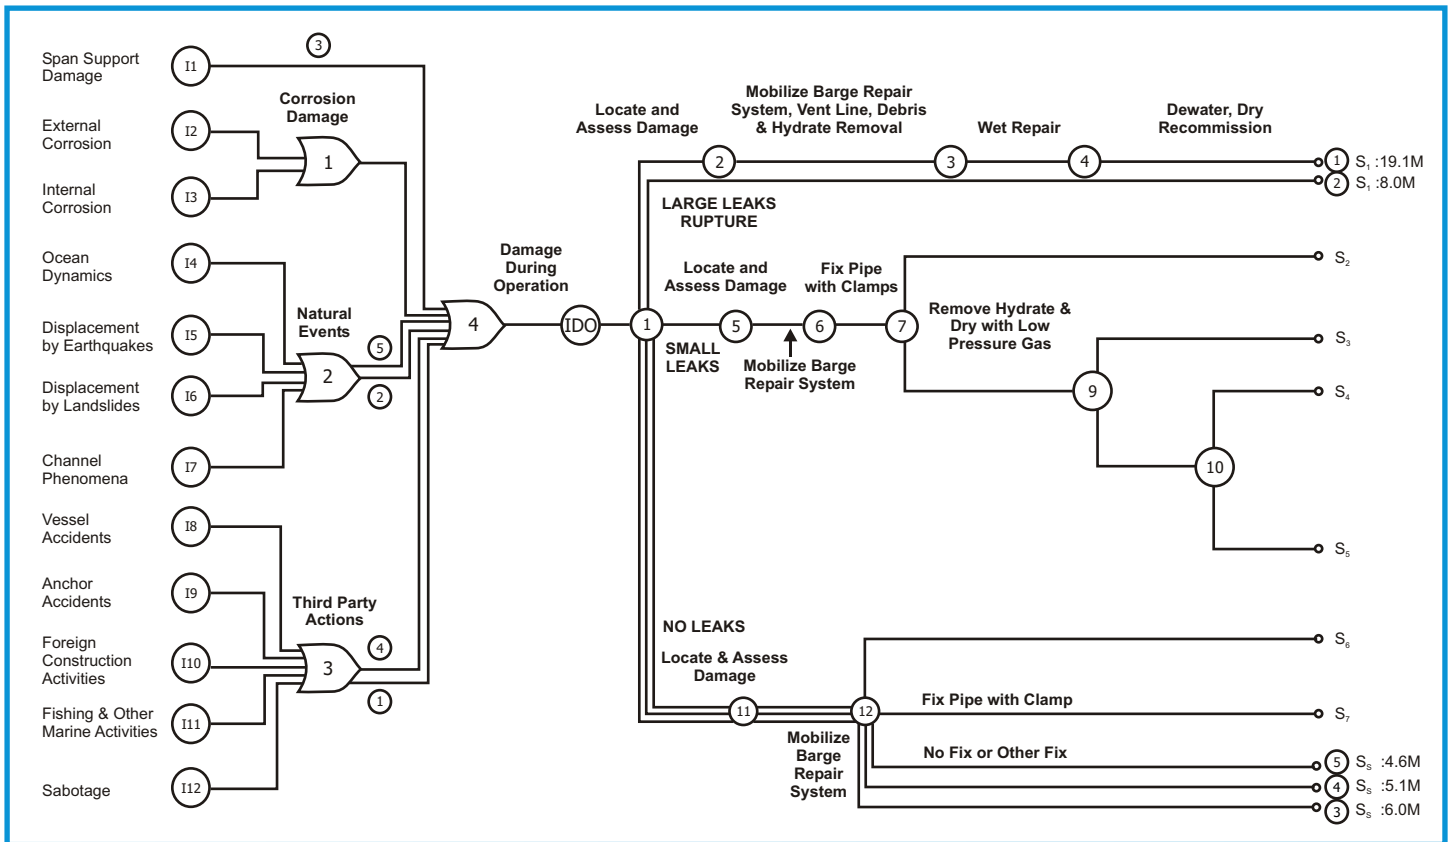 Span Support
Damage
I1
3
External
Corrosion
I2
Internal
Corrosion
I3
Corrosion
Damage
1
Ocean
Dynamics
I4
Displacement
by Earthquakes
I5
Displacement
by Landslides
I6
Channel
Phenomena
I7
Natural
Events
2
5
2
Vessel
Accidents
I8
Anchor
Accidents
I9
Foreign
Construction
Activities
I10
Fishing & Other
Marine Activities
I11
Sabotage
I12
Third Party
Actions
3
4
1
4
Damage
During
Operation
IDO
1
Locate and
Assess Damage
2
Mobilize Barge Repair
System, Vent Line, Debris
& Hydrate Removal
3
Wet Repair
4
Dewater, Dry
Recommission
1 S₁ :19.1M
2 S₁ :8.0M
LARGE LEAKS
RUPTURE
Locate and
Assess Damage
5
SMALL
LEAKS
Mobilize Barge
Repair System
Fix Pipe
with Clamps
6
7
Remove Hydrate &
Dry with Low
Pressure Gas
9
10
S₂
S₃
S₄
S₅
NO LEAKS
Locate & Assess
Damage
11
12
Mobilize
Barge
Repair
System
S₆
Fix Pipe with Clamp
S₇
No Fix or Other Fix
5 Sₛ :4.6M
4 Sₛ :5.1M
3 Sₛ :6.0M